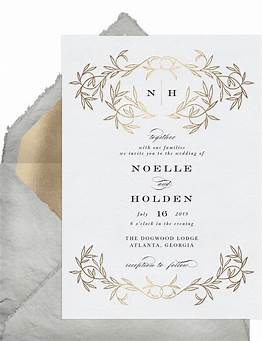 N | H
together
with our families
we invite you to the wedding of
NOELLE
and
HOLDEN
July 16 2019
6 o'clock in the evening
THE DOGWOOD LODGE
ATLANTA, GEORGIA
reception to follow